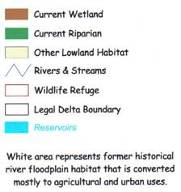 Current Wetland
Current Riparian
Other Lowland Habitat
Rivers & Streams
Wildlife Refuge
Legal Delta Boundary
Reservoirs
White area represents former historical
river floodplain habitat that is converted
mostly to agricultural and urban uses.